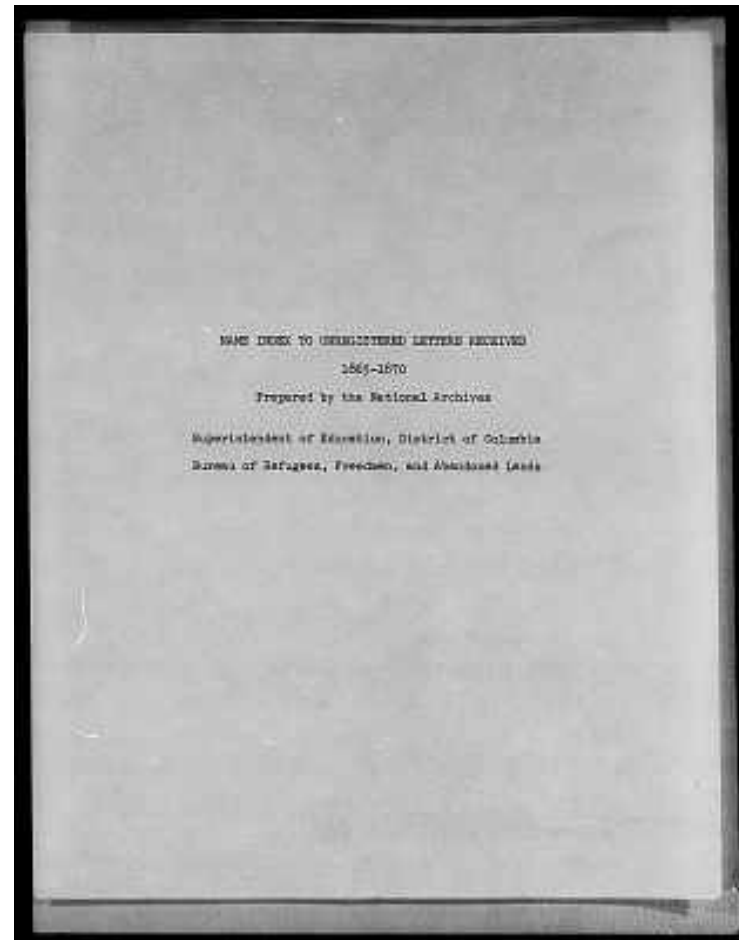 NAME INDEX TO UNREGISTERED LETTERS RECEIVED
1865-1870
Prepared by the National Archives
Superintendent of Education, District of Columbia
Bureau of Refugees, Freedmen, and Abandoned Lands